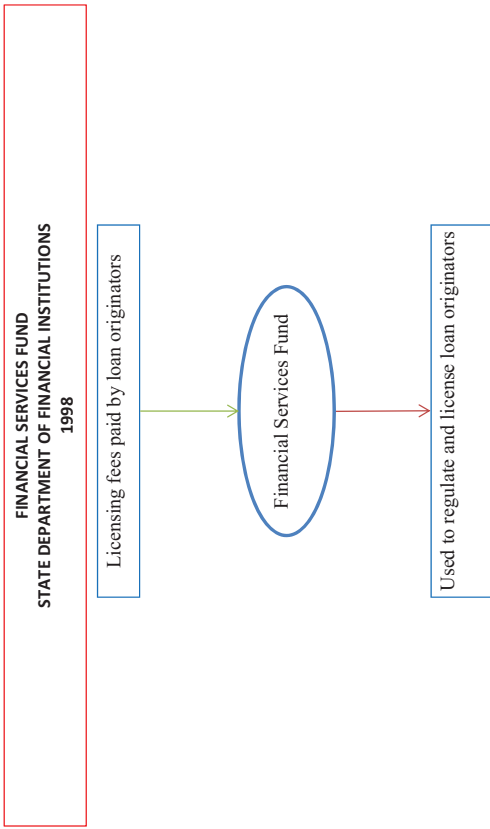 FINANCIAL SERVICES FUND
STATE DEPARTMENT OF FINANCIAL INSTITUTIONS
1998
Licensing fees paid by loan originators
Financial Services Fund
Used to regulate and license loan originators